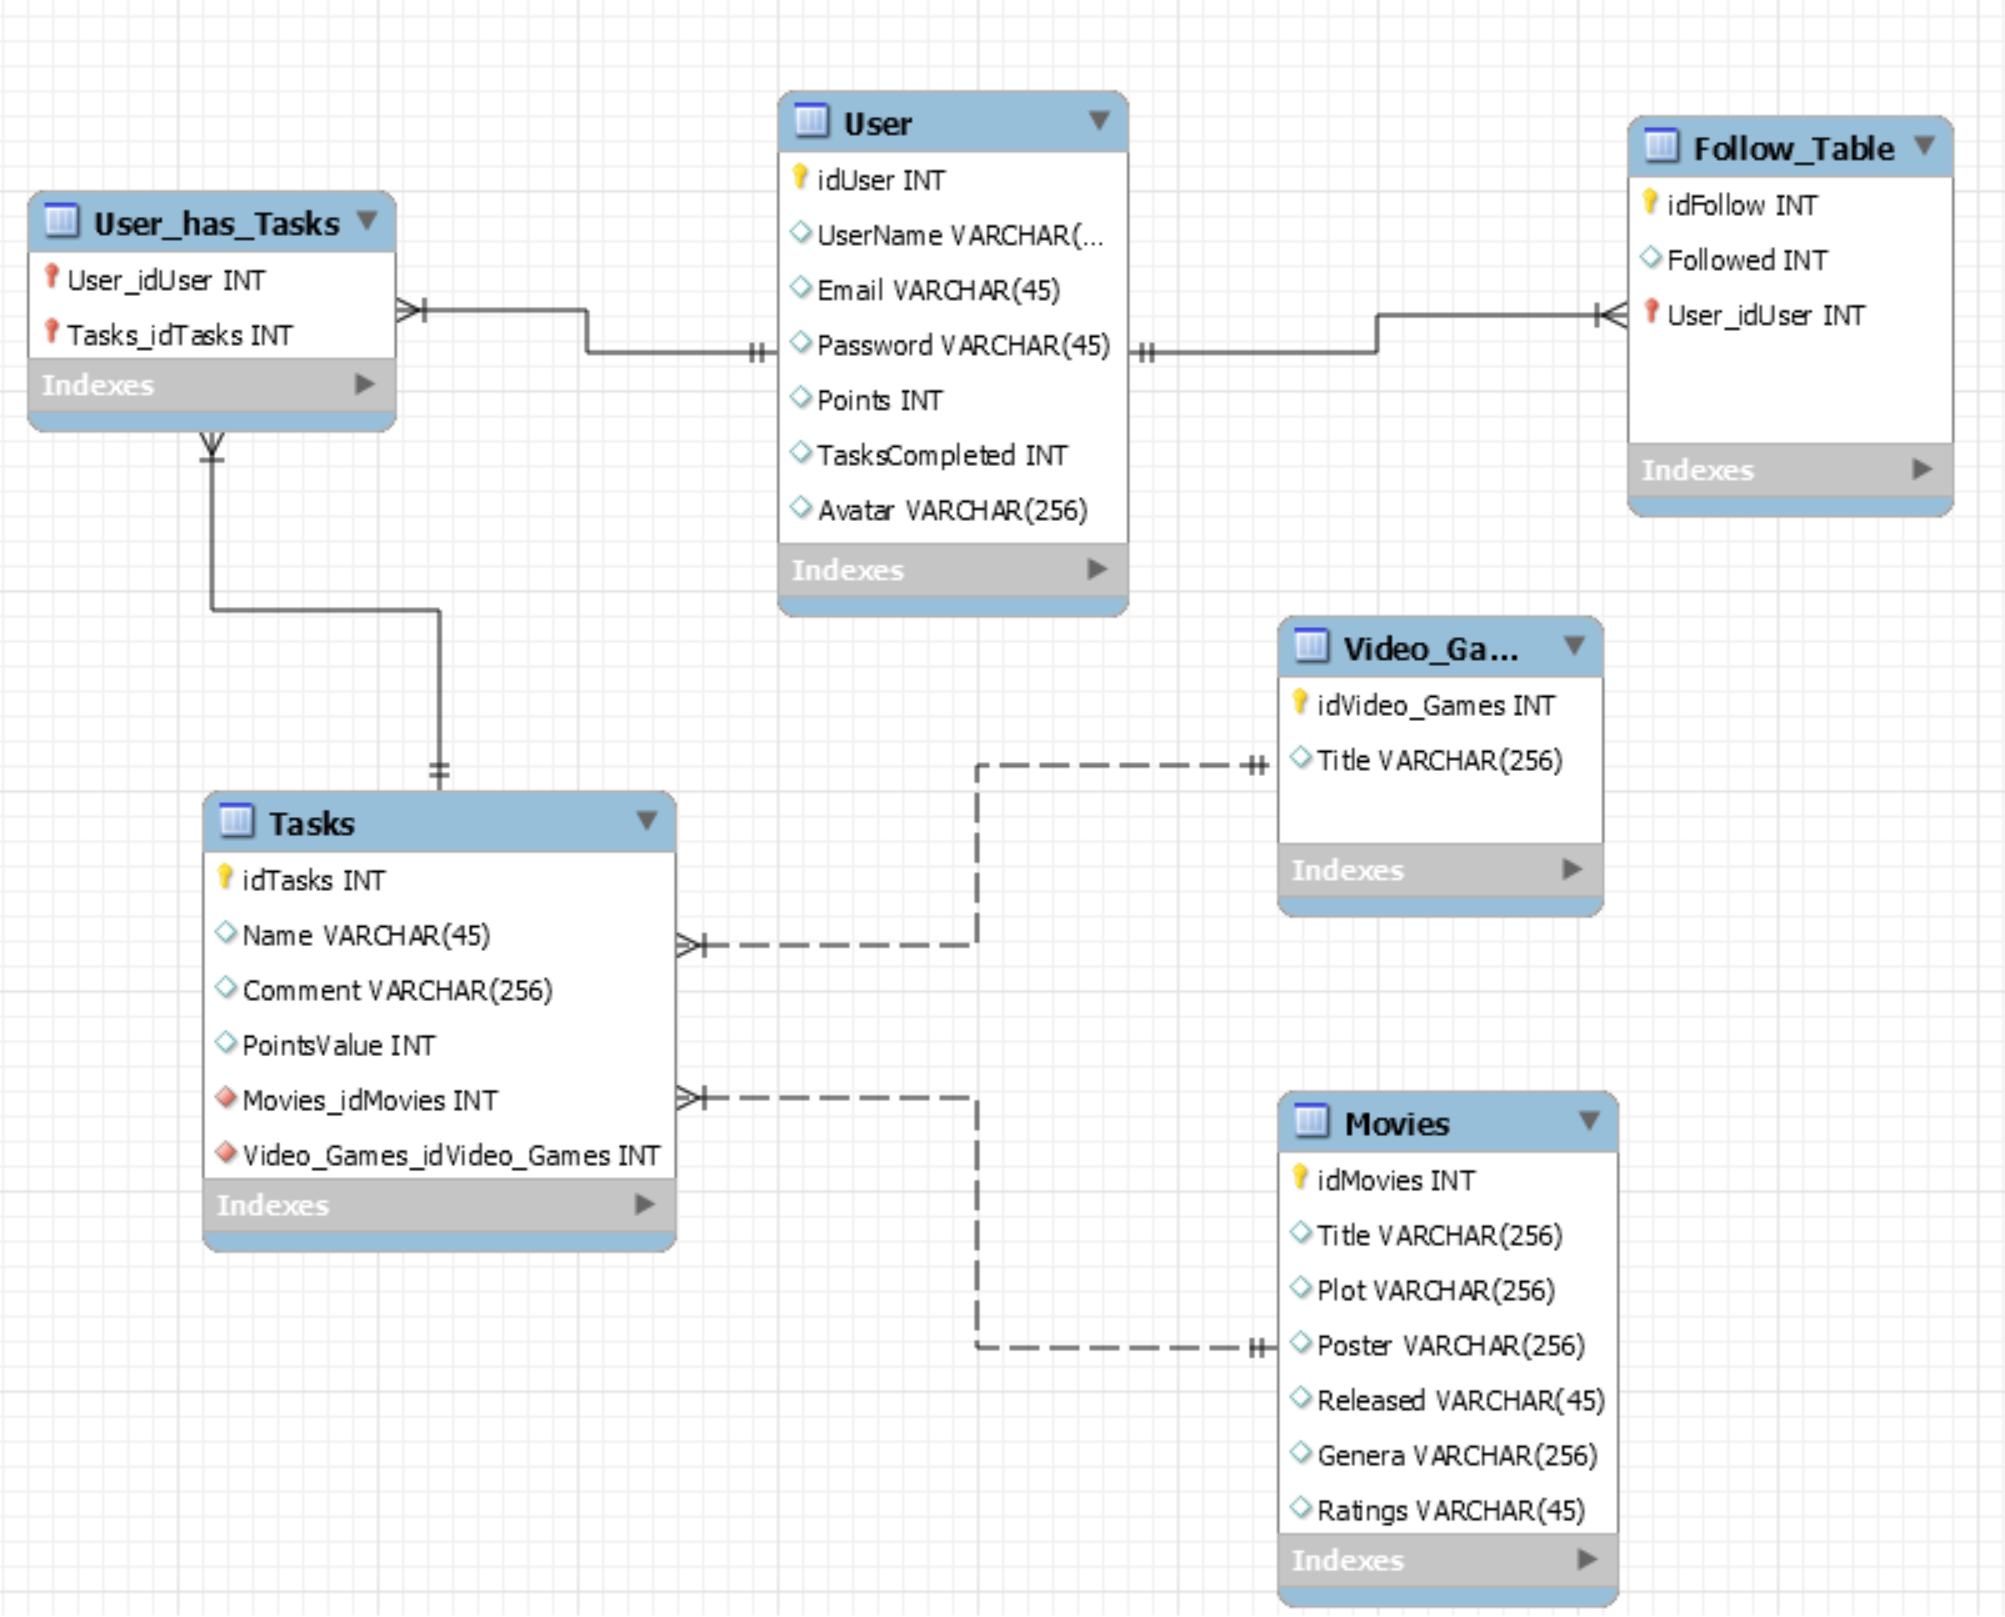 User_has_Tasks
User_idUser INT
Tasks_idTasks INT
Indexes
User
idUser INT
UserName VARCHAR(...
Email VARCHAR(45)
Password VARCHAR(45)
Points INT
TasksCompleted INT
Avatar VARCHAR(256)
Indexes
Follow_Table
idFollow INT
Followed INT
User_idUser INT
Indexes
Video_Ga...
idVideo_Games INT
Title VARCHAR(256)
Indexes
Tasks
idTasks INT
Name VARCHAR(45)
Comment VARCHAR(256)
PointsValue INT
Movies_idMovies INT
Video_Games_idVideo_Games INT
Indexes
Movies
idMovies INT
Title VARCHAR(256)
Plot VARCHAR(256)
Poster VARCHAR(256)
Released VARCHAR(45)
Genera VARCHAR(256)
Ratings VARCHAR(45)
Indexes